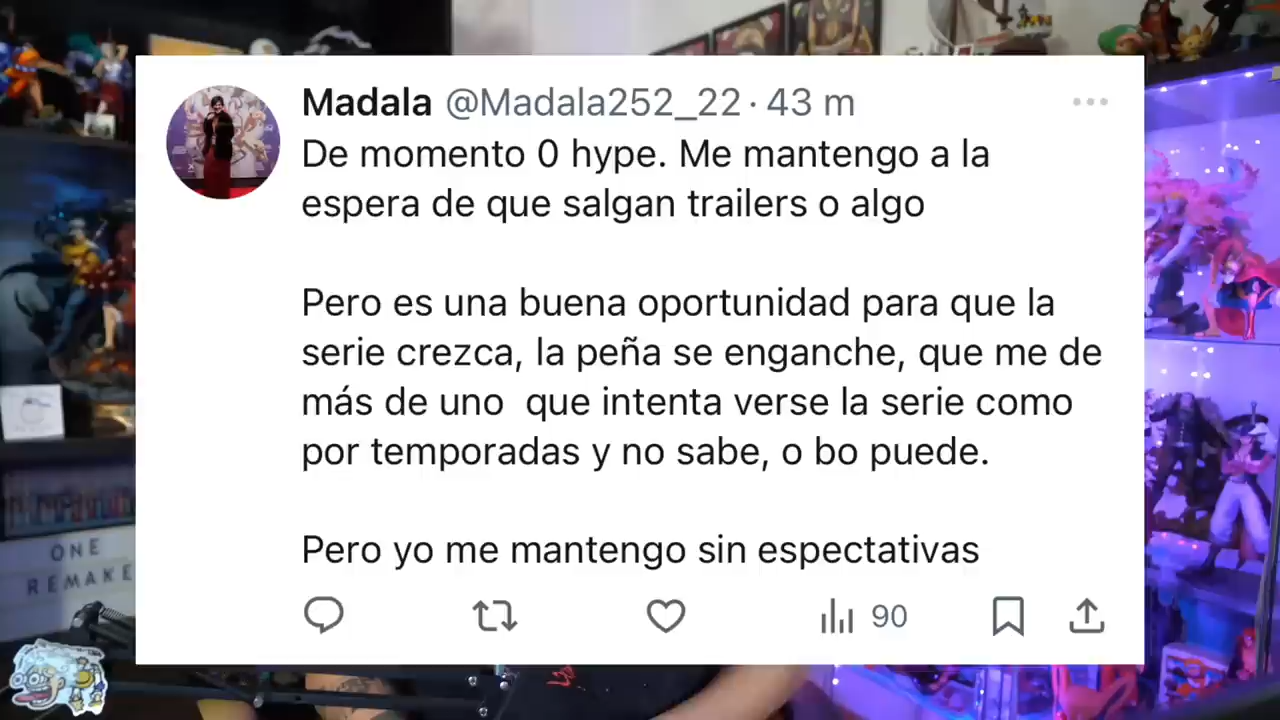 Madala @Madala252_22 · 43 m
De momento 0 hype. Me mantengo a la
espera de que salgan trailers o algo
Pero es una buena oportunidad para que la
serie crezca, la peña se enganche, que me de
más de uno  que intenta verse la serie como
por temporadas y no sabe, o bo puede.
Pero yo me mantengo sin espectativas
90
ONE
REMAKE